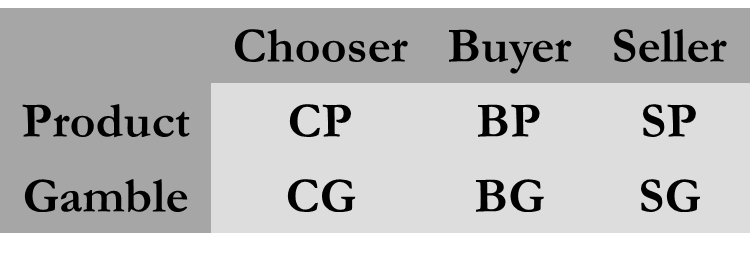 Chooser Buyer Seller
Product CP BP SP
Gamble CG BG SG